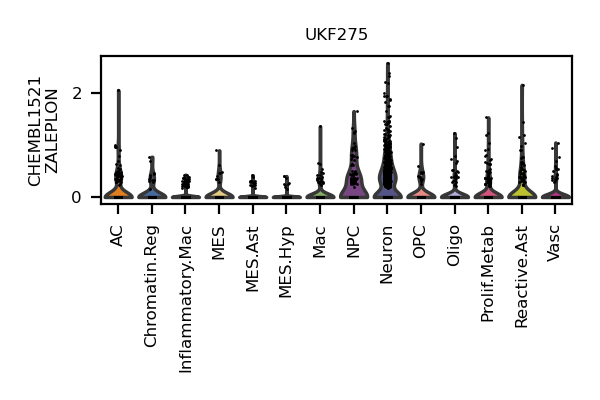 UKF275
CHEMBL1521
ZALEPLON
2
0
AC
Chromatin.Reg
Inflammatory.Mac
MES
MES.Ast
MES.Hyp
Mac
NPC
Neuron
OPC
Oligo
Prolif.Metab
Reactive.Ast
Vasc